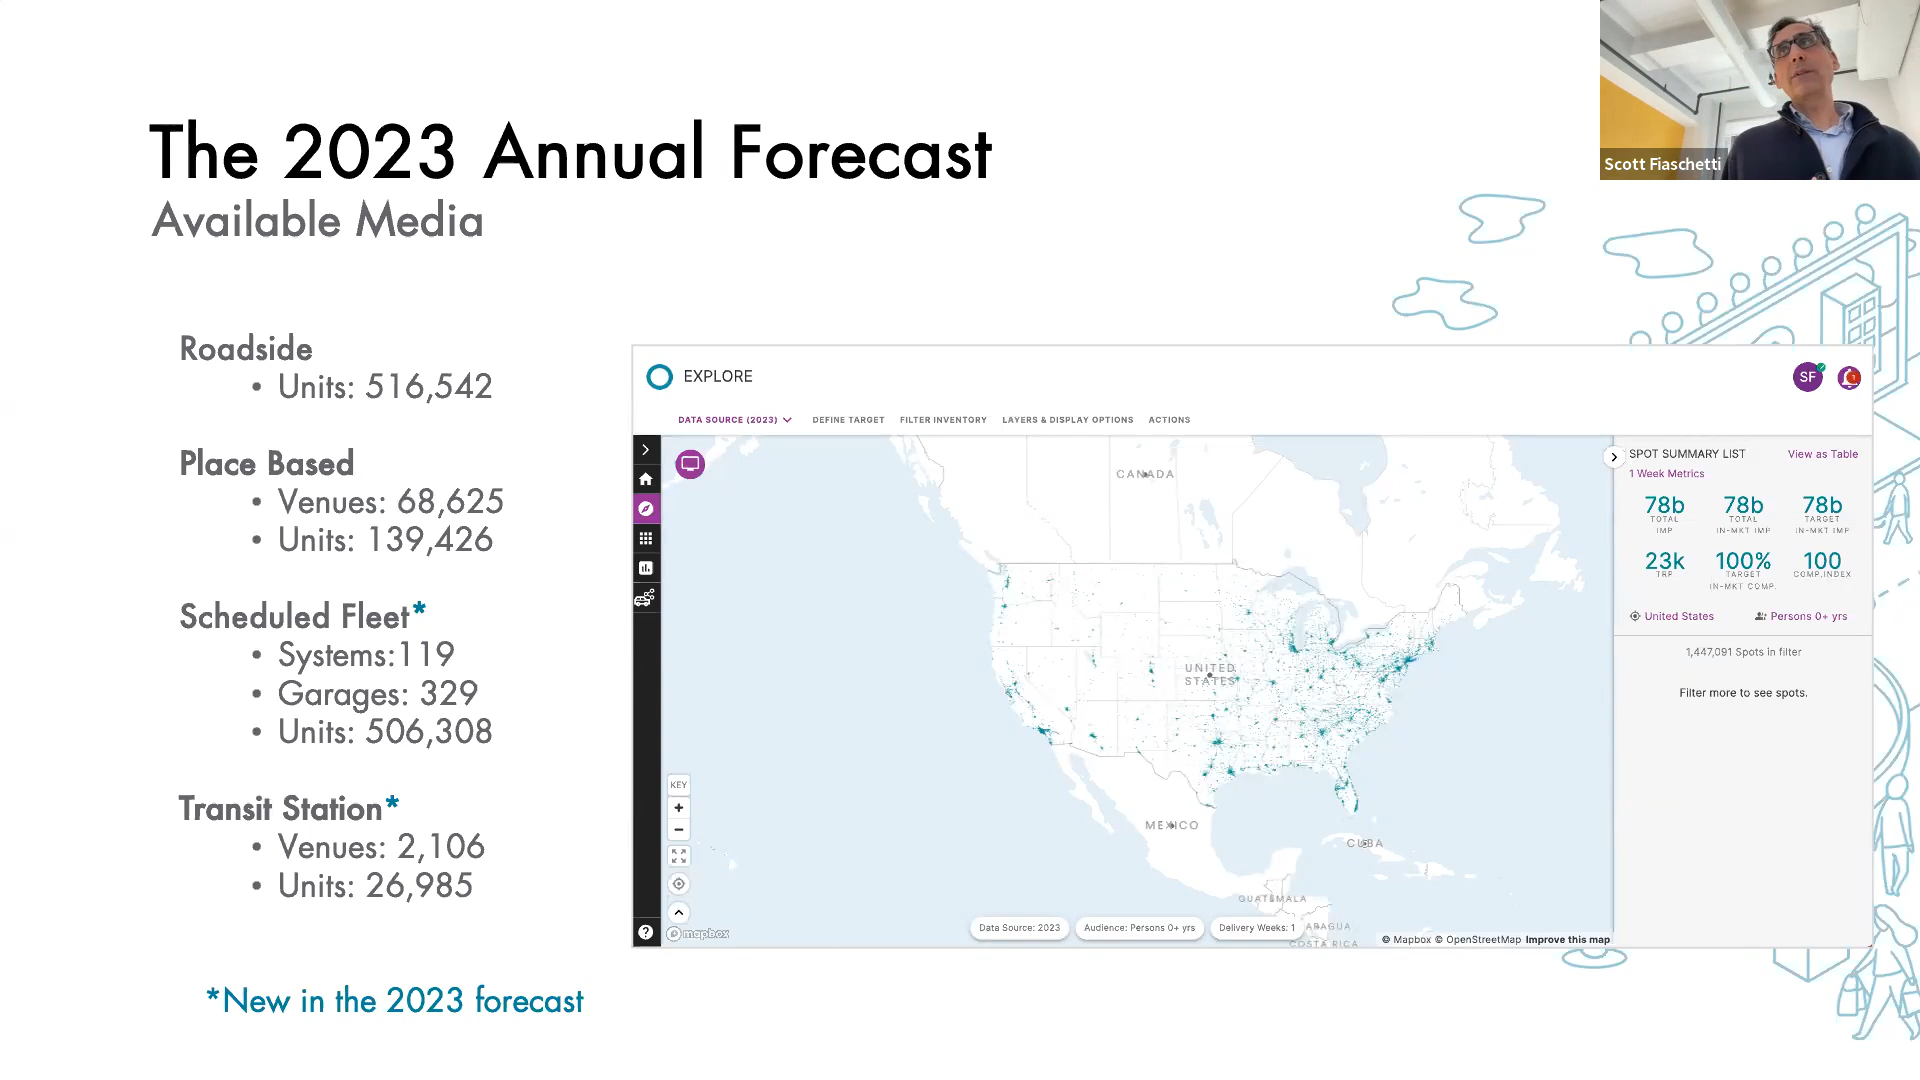 Scott Fiaschetti
The 2023 Annual Forecast
Available Media
Roadside
• Units: 516,542
Place Based
• Venues: 68,625
• Units: 139,426
Scheduled Fleet*
• Systems:119
• Garages: 329
• Units: 506,308
Transit Station*
• Venues: 2,106
• Units: 26,985
*New in the 2023 forecast
EXPLORE
SF
1
DATA SOURCE (2023) DEFINE TARGET FILTER INVENTORY LAYERS & DISPLAY OPTIONS ACTIONS
CANADA
UNITED
STATES
MEXICO
CUBA
GUATEMALA
COSTA RICA
KEY
+
−
?
mapbox
Data Source: 2023 Audience: Persons 0+ yrs Delivery Weeks: 1
© Mapbox © OpenStreetMap Improve this map
SPOT SUMMARY LIST View as Table
1 Week Metrics
78b 78b 78b
TOTAL TOTAL TARGET
IMP IN-MKT IMP IN-MKT IMP
23k 100% 100
TRP TARGET COMP.INDEX
IN-MKT COMP.
United States Persons 0+ yrs
1,447,091 Spots in filter
Filter more to see spots.